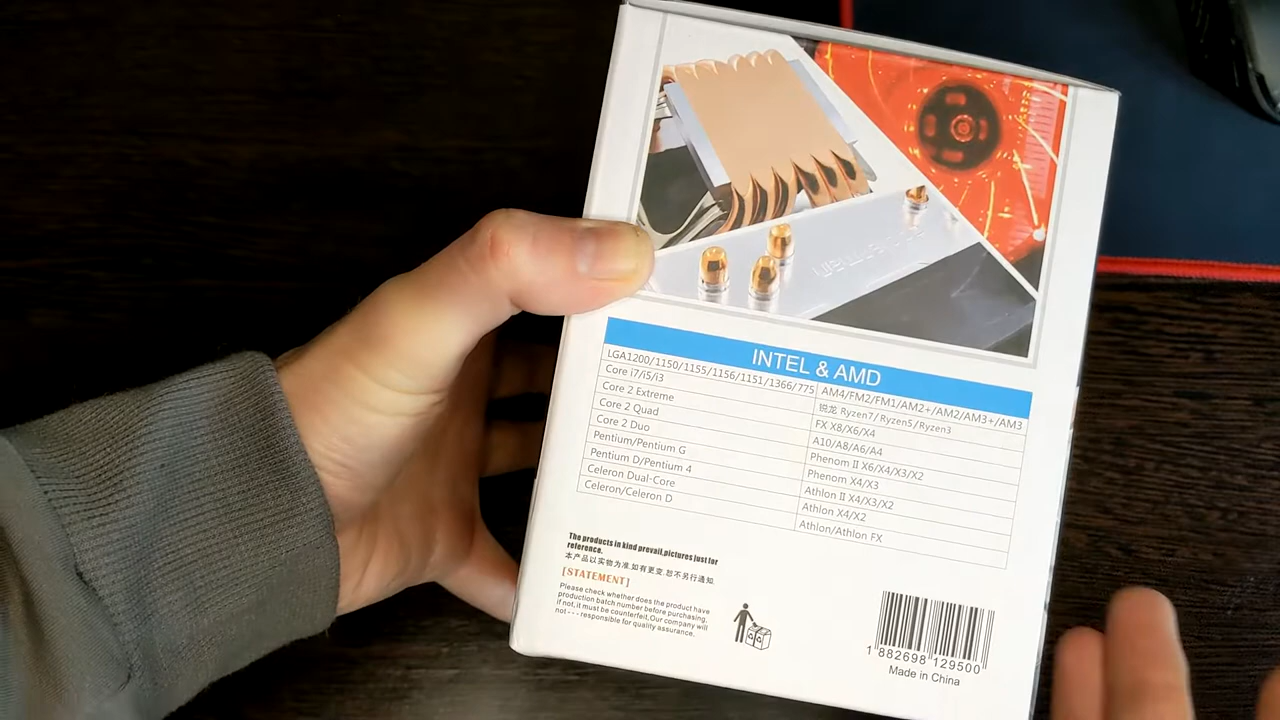 INTEL & AMD
LGA1200/1150/1155/1156/1151/1366/775
AM4/FM2/FM1/AM2+/AM2/AM3+/AM3
Core i7/i5/i3
锐龙 Ryzen7/Ryzen5/Ryzen3
Core 2 Extreme
FX X8/X6/X4
Core 2 Quad
A10/A8/A6/A4
Core 2 Duo
Phenom II X6/X4/X3/X2
Pentium/Pentium G
Phenom X4/X3
Pentium D/Pentium 4
Athlon II X4/X3/X2
Celeron Dual-Core
Athlon X4/X2
Celeron/Celeron D
Athlon/Athlon FX
The products in kind prevail,pictures just for
reference.
本产品以实物为准.如有更变.恕不另行通知.
[STATEMENT]
Please check whether does the product have
production batch number before purchasing,
if not,it must be counterfeit,Our company will
not - - - responsible for quality assurance.
1 882698 129500
Made in China